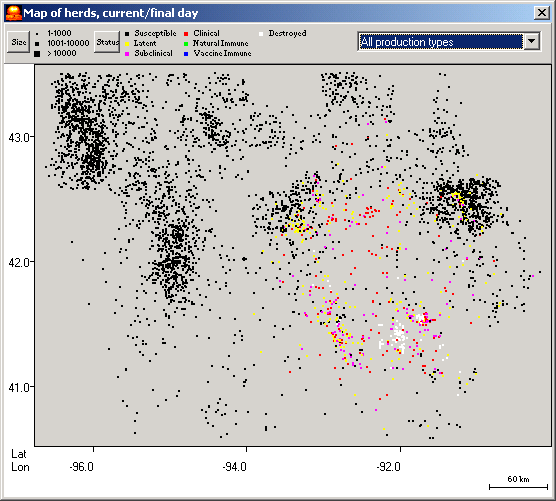 Map of herds, current/final day
Size
1-1000
1001-10000
> 10000
Status
Susceptible
Latent
Subclinical
Clinical
Natural Immune
Vaccine Immune
Destroyed
All production types
43.0
42.0
41.0
Lat
Lon
-96.0
-94.0
-92.0
60 km